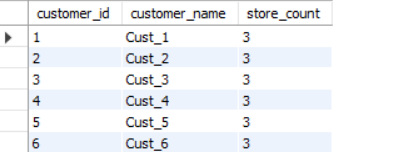 customer_id customer_name store_count
1 Cust_1 3
2 Cust_2 3
3 Cust_3 3
4 Cust_4 3
5 Cust_5 3
6 Cust_6 3